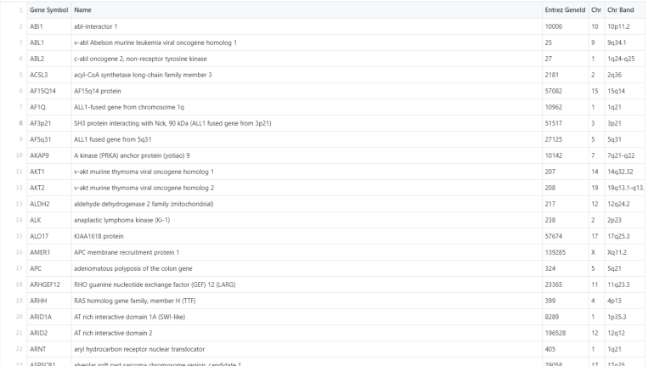 1 Gene Symbol Name Entrez GeneId Chr Chr Band
2 ABI1 abl-interactor 1 10006 10 10p11.2
3 ABL1 v-abl Abelson murine leukemia viral oncogene homolog 1 25 9 9q34.1
4 ABL2 c-abl oncogene 2, non-receptor tyrosine kinase 27 1 1q24-q25
5 ACSL3 acyl-CoA synthetase long-chain family member 3 2181 2 2q36
6 AF15Q14 AF15q14 protein 57082 15 15q14
7 AF1Q ALL1-fused gene from chromosome 1q 10962 1 1q21
8 AF3p21 SH3 protein interacting with Nck, 90 kDa (ALL1 fused gene from 3p21) 51517 3 3p21
9 AF5q31 ALL1 fused gene from 5q31 27125 5 5q31
10 AKAP9 A kinase (PRKA) anchor protein (yotiao) 9 10142 7 7q21-q22
11 AKT1 v-akt murine thymoma viral oncogene homolog 1 207 14 14q32.32
12 AKT2 v-akt murine thymoma viral oncogene homolog 2 208 19 19q13.1-q13.
13 ALDH2 aldehyde dehydrogenase 2 family (mitochondrial) 217 12 12q24.2
14 ALK anaplastic lymphoma kinase (Ki-1) 238 2 2p23
15 ALO17 KIAA1618 protein 57674 17 17q25.3
16 AMER1 APC membrane recruitment protein 1 139285 X Xq11.2
17 APC adenomatous polyposis of the colon gene 324 5 5q21
18 ARHGEF12 RHO guanine nucleotide exchange factor (GEF) 12 (LARG) 23365 11 11q23.3
19 ARHH RAS homolog gene family, member H (TTF) 399 4 4p13
20 ARID1A AT rich interactive domain 1A (SWI-like) 8289 1 1p35.3
21 ARID2 AT rich interactive domain 2 196528 12 12q12
22 ARNT aryl hydrocarbon receptor nuclear translocator 405 1 1q21
23 ASPSCR1 alveolar soft part sarcoma chromosome region, candidate 1 79058 17 17q25